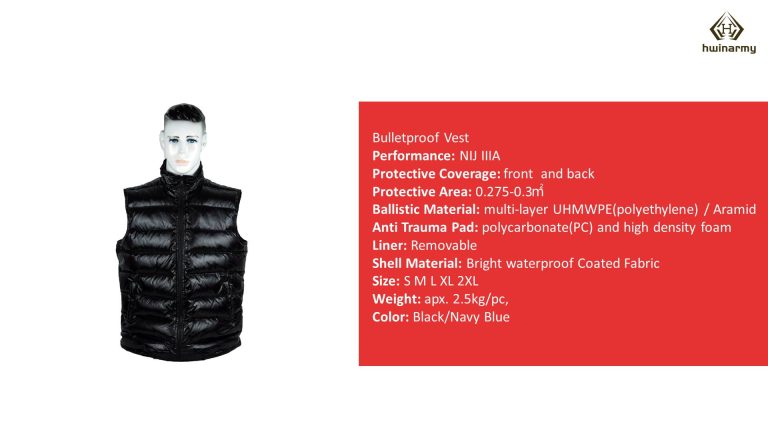 hwinarmy
Bulletproof Vest
Performance: NIJ IIIA
Protective Coverage: front  and back
Protective Area: 0.275-0.3㎡
Ballistic Material: multi-layer UHMWPE(polyethylene) / Aramid
Anti Trauma Pad: polycarbonate(PC) and high density foam
Liner: Removable
Shell Material: Bright waterproof Coated Fabric
Size: S M L XL 2XL
Weight: apx. 2.5kg/pc,
Color: Black/Navy Blue